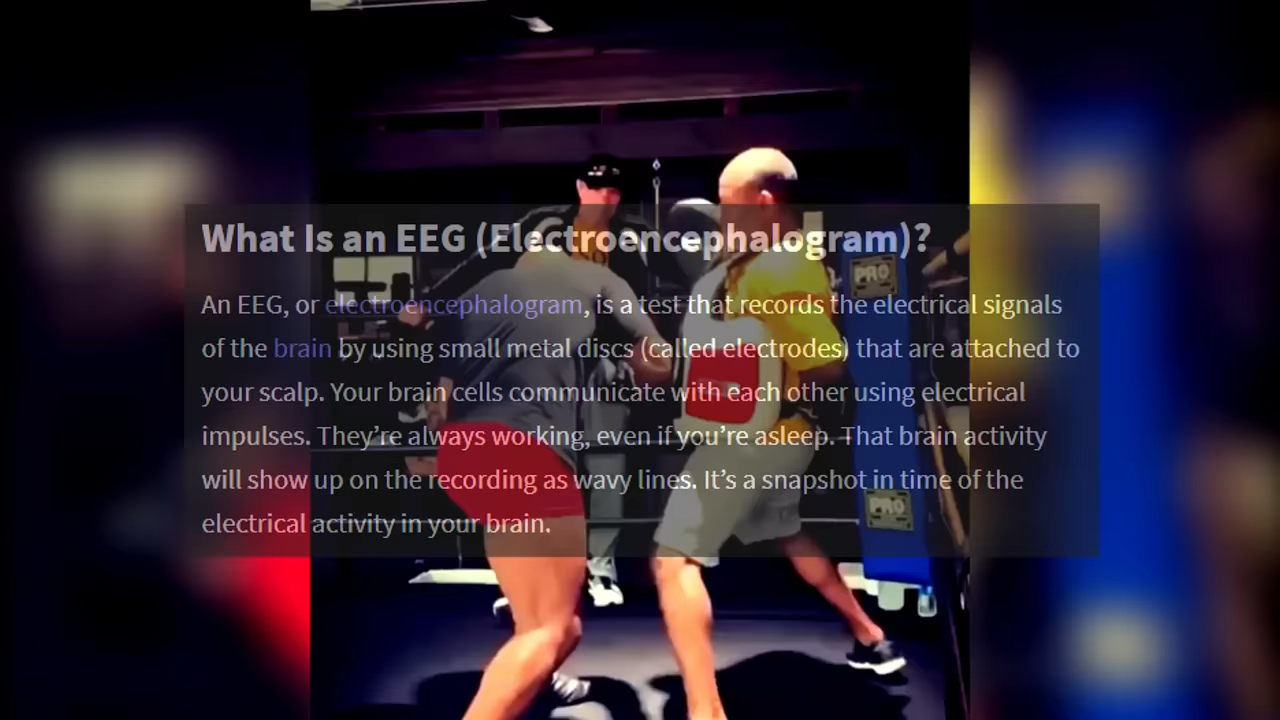 What Is an EEG (Electroencephalogram)?
An EEG, or electroencephalogram, is a test that records the electrical signals
of the brain by using small metal discs (called electrodes) that are attached to
your scalp. Your brain cells communicate with each other using electrical
impulses. They’re always working, even if you’re asleep. That brain activity
will show up on the recording as wavy lines. It’s a snapshot in time of the
electrical activity in your brain.
PRO
PRO